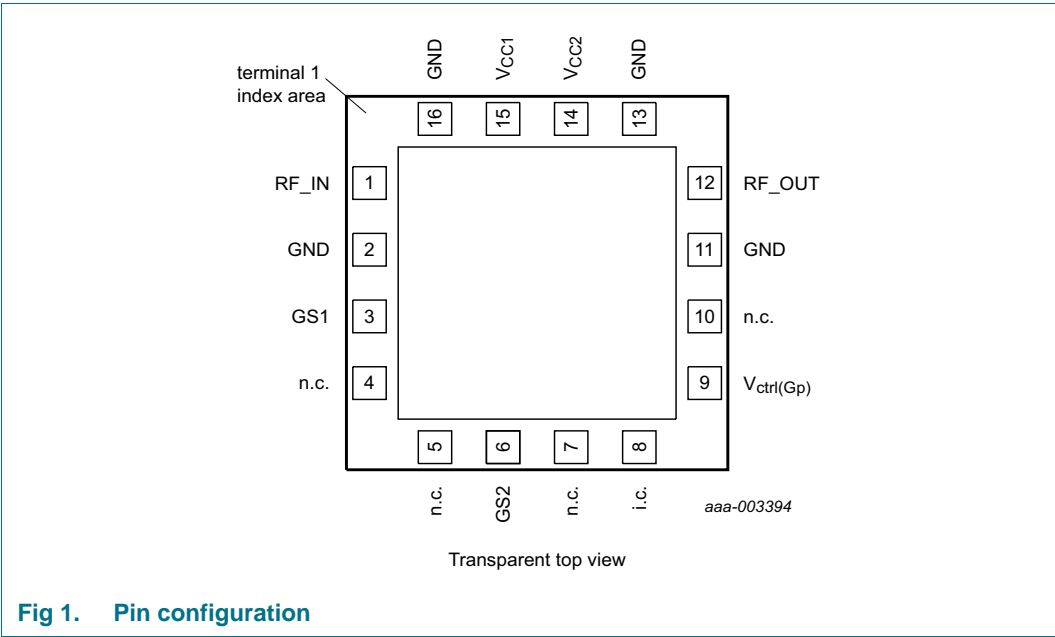 GND VCC1 VCC2 GND
terminal 1
index area
16 15 14 13
RF_IN 1 12 RF_OUT
GND 2 11 GND
GS1 3 10 n.c.
n.c. 4 9 Vctrl(Gp)
5 6 7 8
n.c. GS2 n.c. i.c.
aaa-003394
Transparent top view
Fig 1. Pin configuration